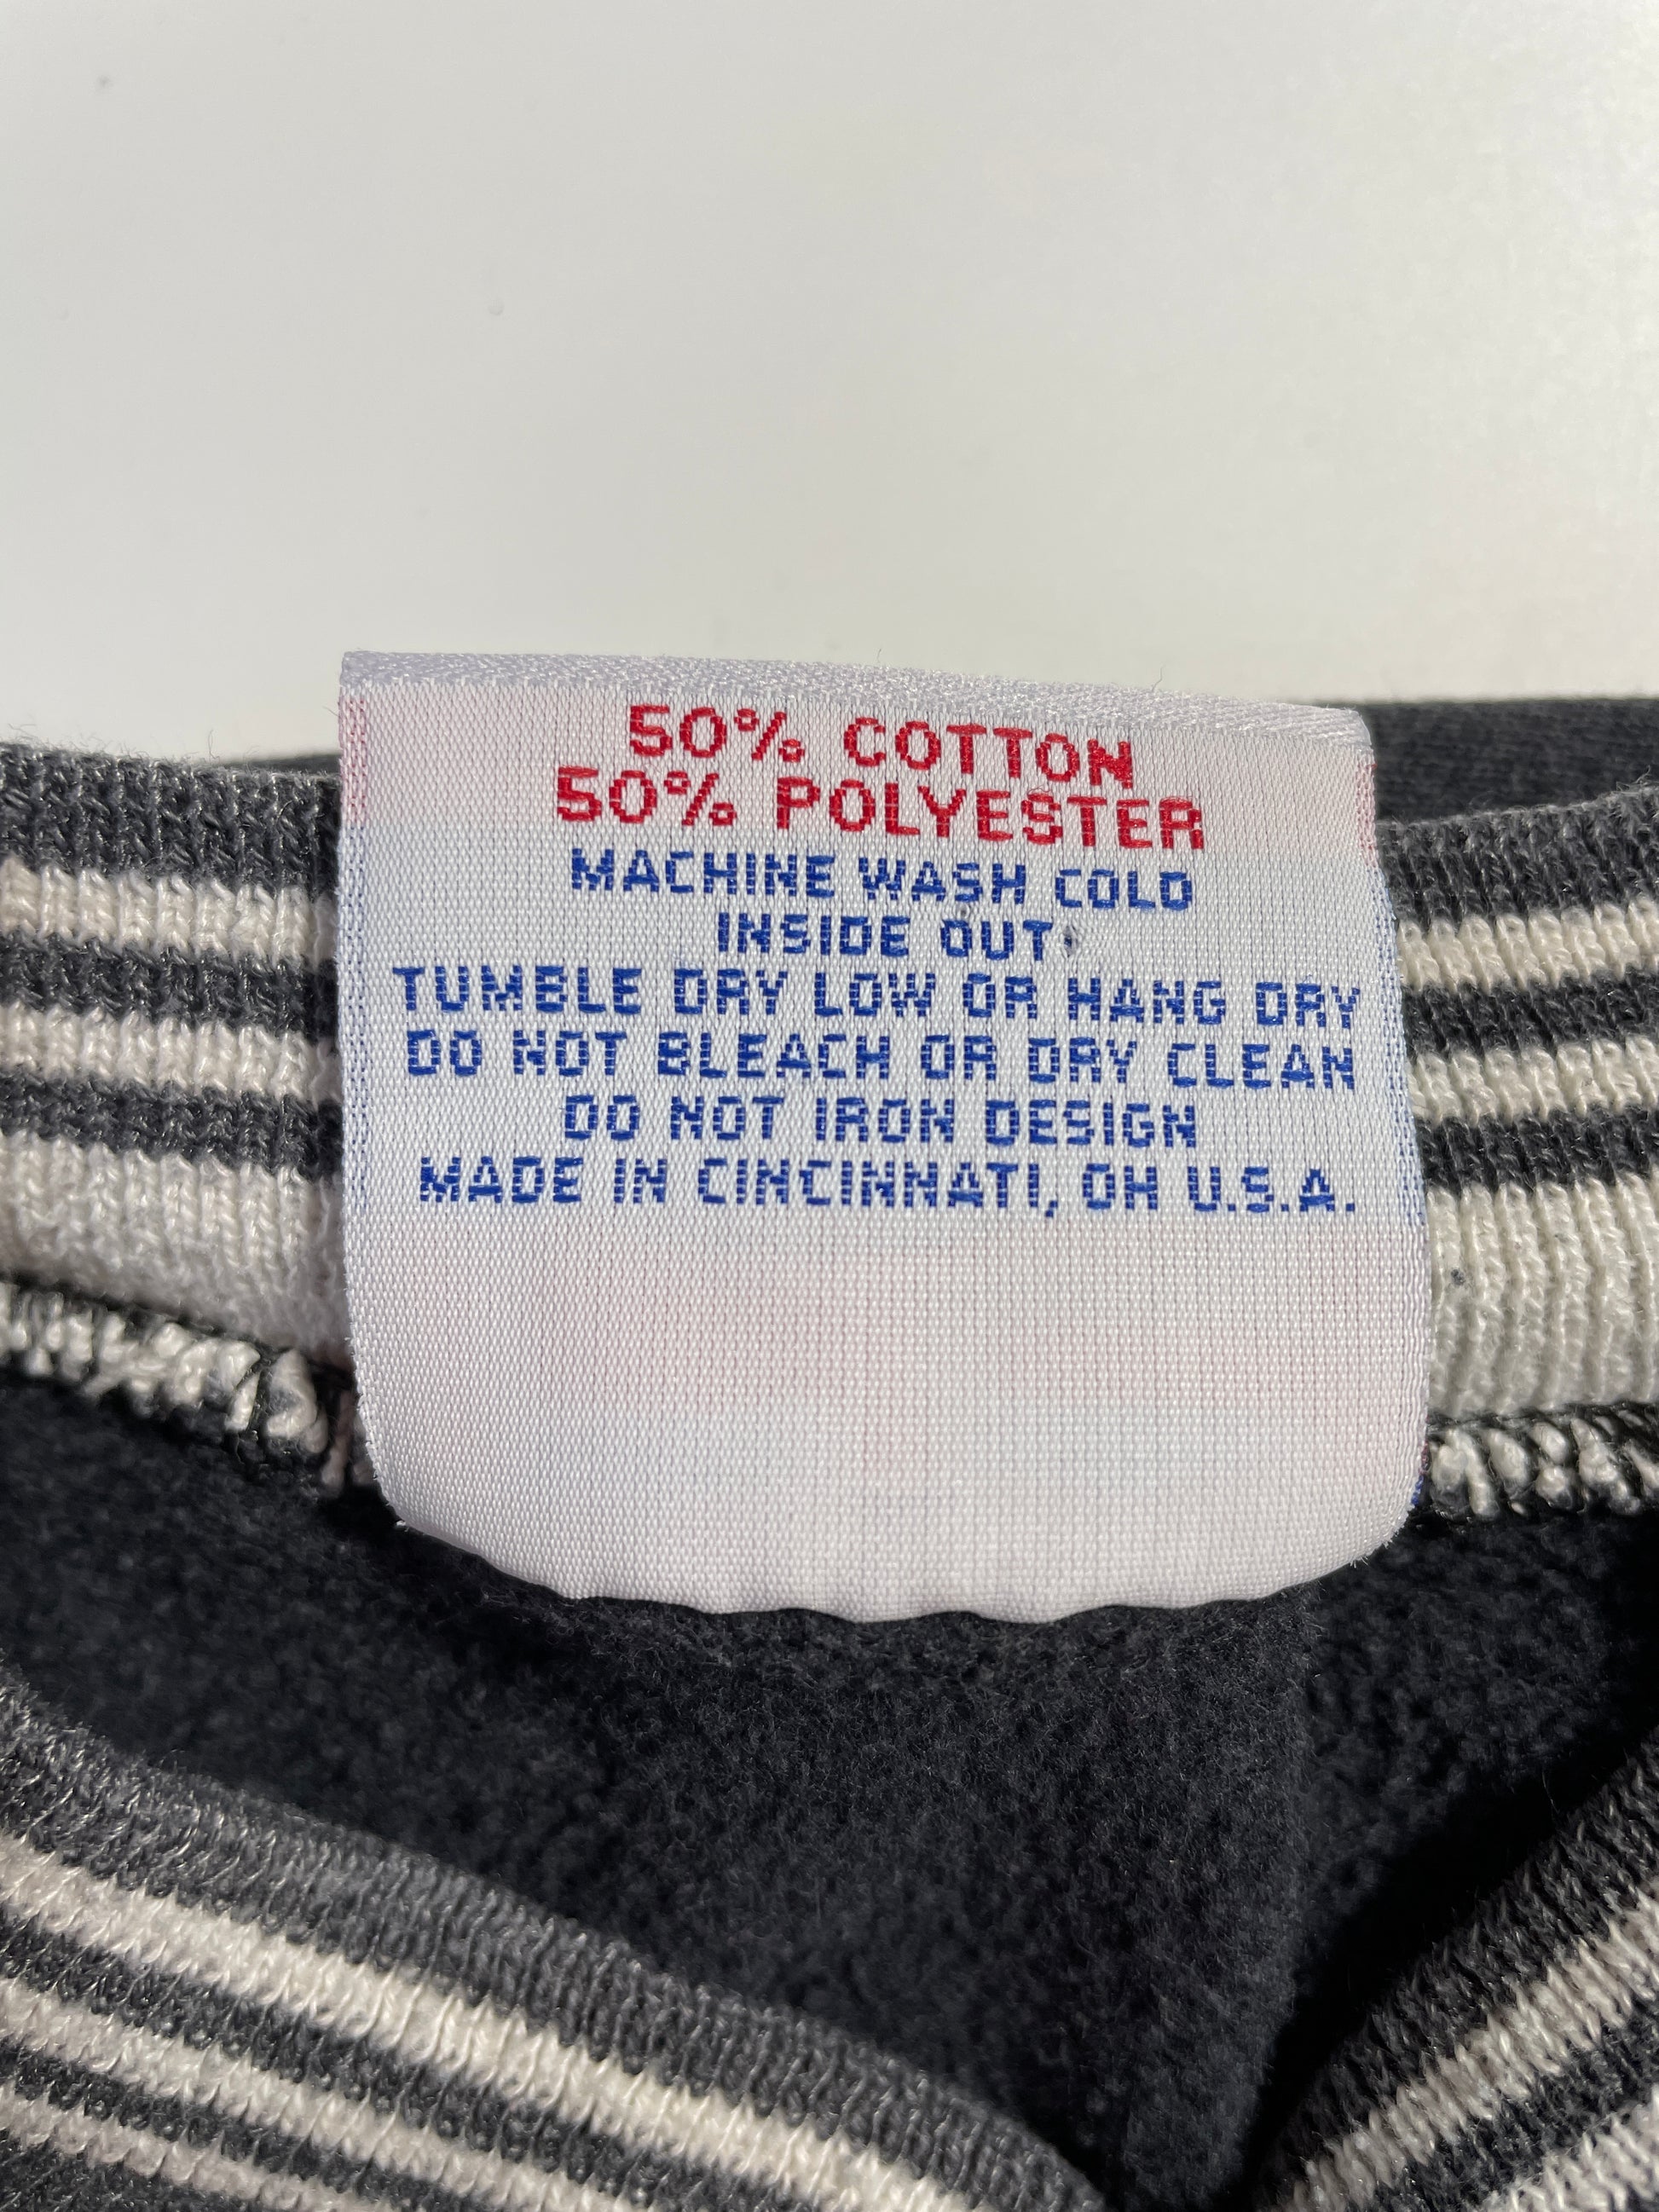 50% COTTON
50% POLYESTER
MACHINE WASH COLD
INSIDE OUT
TUMBLE DRY LOW OR HANG DRY
DO NOT BLEACH OR DRY CLEAN
DO NOT IRON DESIGN
MADE IN CINCINNATI, OH U.S.A.